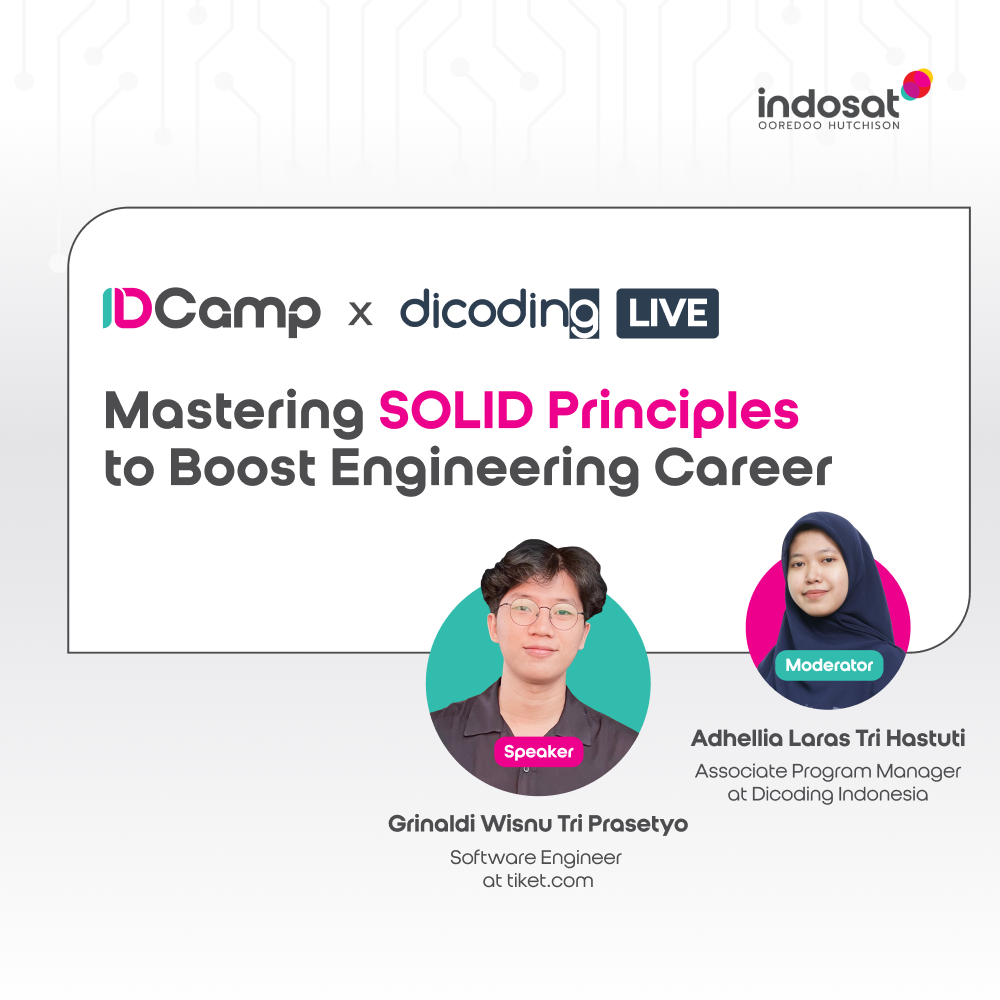 indosat
OOREDOO HUTCHISON
IDCamp x dicoding LIVE
Mastering SOLID Principles
to Boost Engineering Career
Speaker
Grinaldi Wisnu Tri Prasetyo
Software Engineer
at tiket.com
Moderator
Adhellia Laras Tri Hastuti
Associate Program Manager
at Dicoding Indonesia